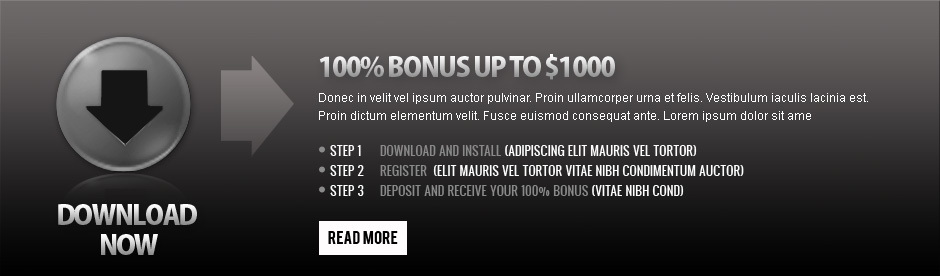 DOWNLOAD
NOW
100% BONUS UP TO $1000
Donec in velit vel ipsum auctor pulvinar. Proin ullamcorper urna et felis. Vestibulum iaculis lacinia est.
Proin dictum elementum velit. Fusce euismod consequat ante. Lorem ipsum dolor sit ame
STEP 1 DOWNLOAD AND INSTALL (ADIPISCING ELIT MAURIS VEL TORTOR)
STEP 2 REGISTER (ELIT MAURIS VEL TORTOR VITAE NIBH CONDIMENTUM AUCTOR)
STEP 3 DEPOSIT AND RECEIVE YOUR 100% BONUS (VITAE NIBH COND)
READ MORE